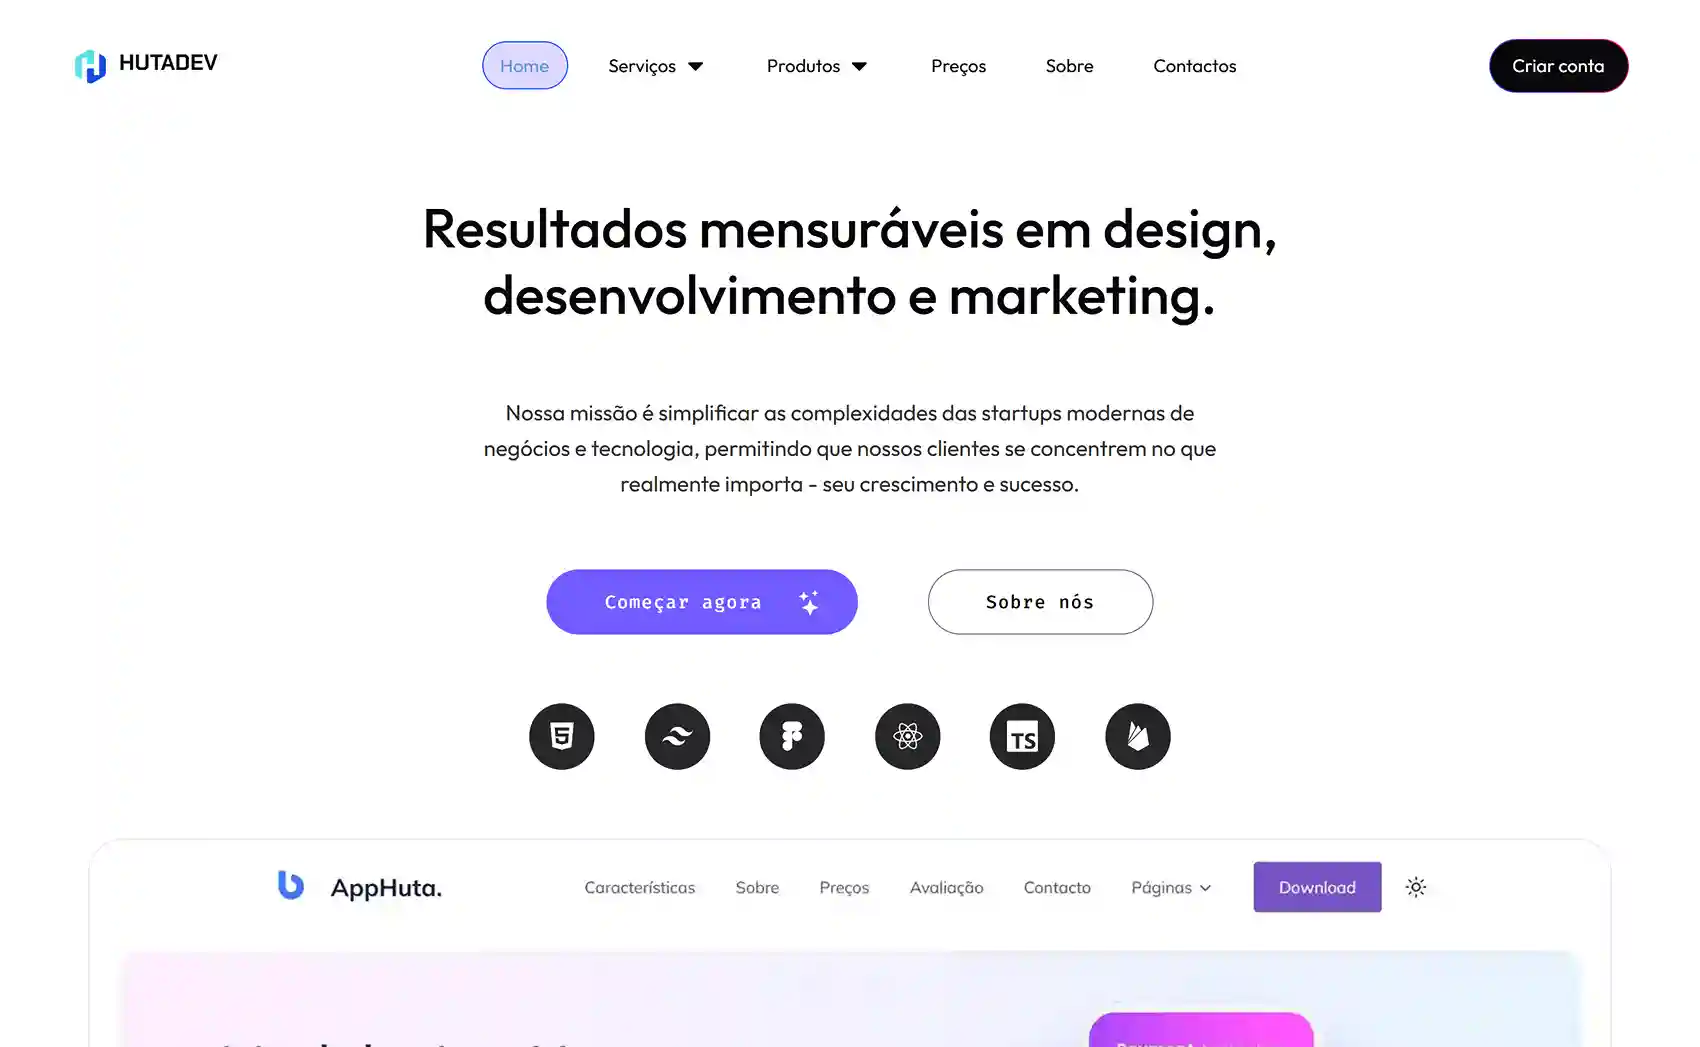 HUTADEV
Home
Serviços
Produtos
Preços
Sobre
Contactos
Criar conta
Resultados mensuráveis em design,
desenvolvimento e marketing.
Nossa missão é simplificar as complexidades das startups modernas de
negócios e tecnologia, permitindo que nossos clientes se concentrem no que
realmente importa - seu crescimento e sucesso.
Começar agora
Sobre nós
5
TS
AppHuta.
Características
Sobre
Preços
Avaliação
Contacto
Páginas
Download